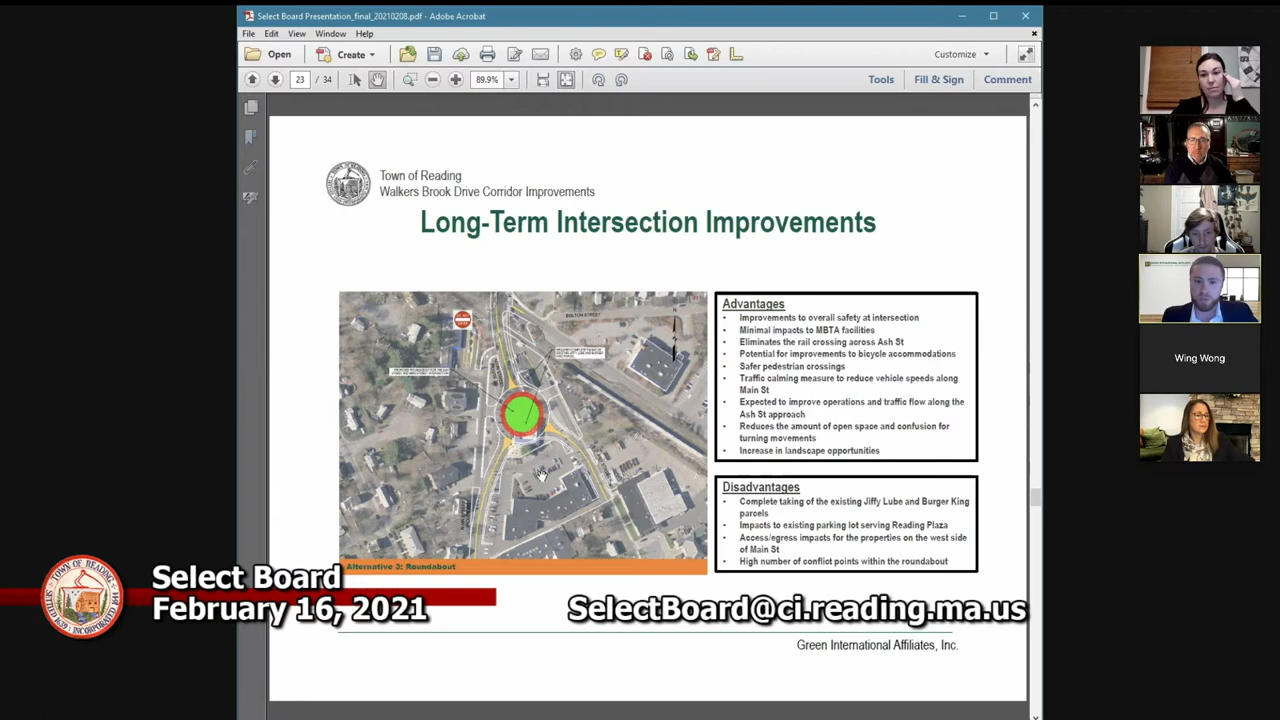 Select Board Presentation_final_20210208.pdf - Adobe Acrobat
File Edit View Window Help
Open Create Customize
23 / 34 89.9% Tools Fill & Sign Comment
Town of Reading
Walkers Brook Drive Corridor Improvements
Long-Term Intersection Improvements
BOLTON STREET
N
Alternative 3: Roundabout
Advantages
• Improvements to overall safety at intersection
• Minimal impacts to MBTA facilities
• Eliminates the rail crossing across Ash St
• Potential for improvements to bicycle accommodations
• Safer pedestrian crossings
• Traffic calming measure to reduce vehicle speeds along
Main St
• Expected to improve operations and traffic flow along the
Ash St approach
• Reduces the amount of open space and confusion for
turning movements
• Increase in landscape opportunities
Disadvantages
• Complete taking of the existing Jiffy Lube and Burger King
parcels
• Impacts to existing parking lot serving Reading Plaza
• Access/egress impacts for the properties on the west side
of Main St
• High number of conflict points within the roundabout
Green International Affiliates, Inc.
Wing Wong
TOWN OF READING
Select Board
February 16, 2021
SelectBoard@ci.reading.ma.us